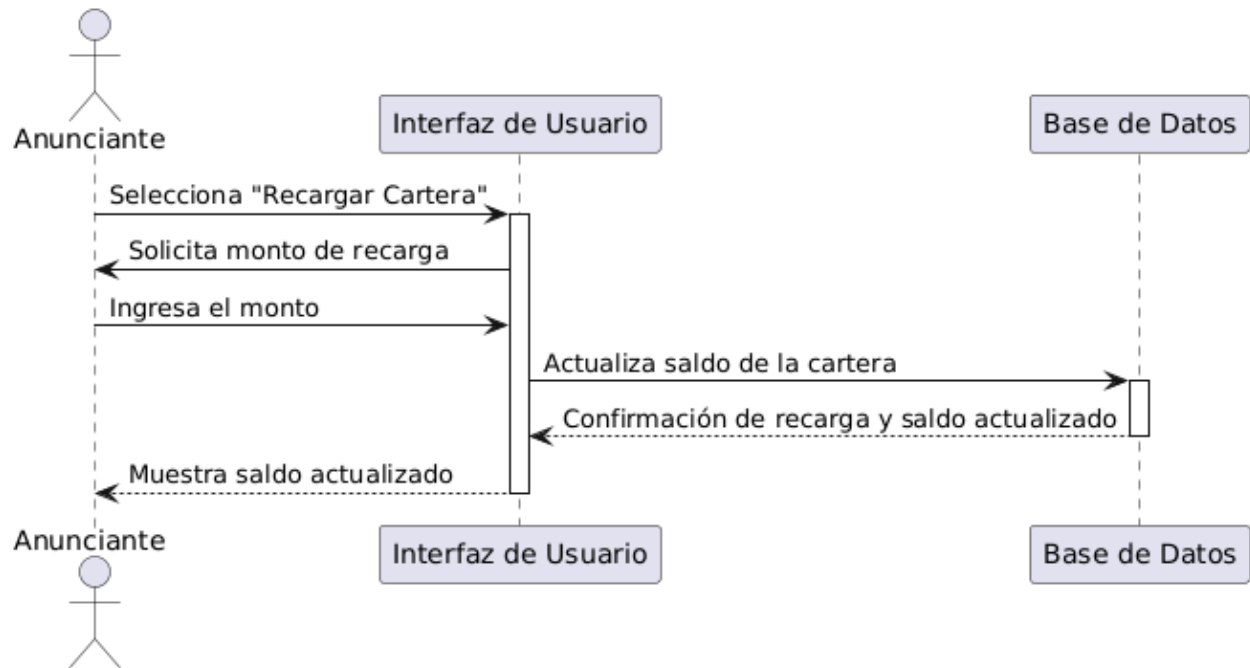 Anunciante
Interfaz de Usuario
Base de Datos
Selecciona "Recargar Cartera"
Solicita monto de recarga
Ingresa el monto
Actualiza saldo de la cartera
Confirmación de recarga y saldo actualizado
Muestra saldo actualizado
Anunciante
Interfaz de Usuario
Base de Datos